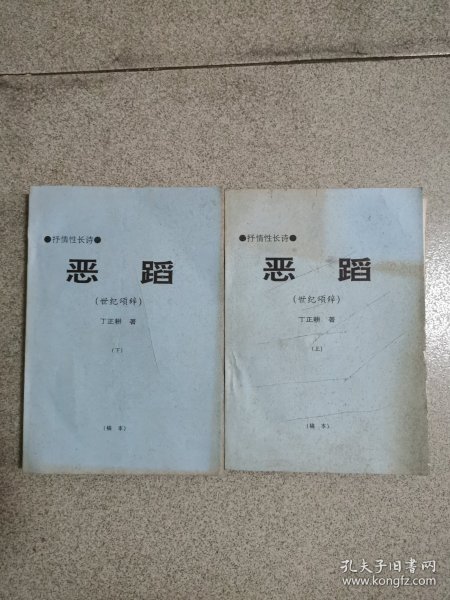 ●抒情性长诗●
恶 蹈
(世纪颂辞)
丁正耕 著
(下)
(稿 本)
●抒情性长诗●
恶 蹈
(世纪颂辞)
丁正耕 著
(上)
(稿 本)
孔夫子旧书网
www.kongfz.com